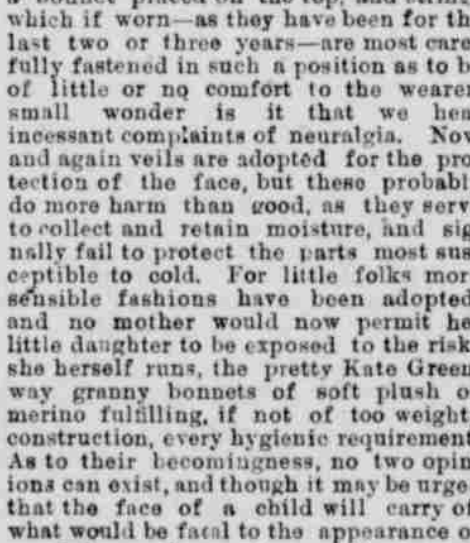 a bonnet placed on the top, and
which if worn—as they have been for th
last two or three years—are most care
fully fastened in such a position as to b
of little or no comfort to the wearer
small wonder is it that we hea
incessant complaints of neuralgia. Nov
and again veils are adopted for the pro
tection of the face, but these probabl
do more harm than good, as they serv
to collect and retain moisture, and sig
nally fail to protect the parts most sus
ceptible to cold. For little folks mor
sensible fashions have been adopted
and no mother would now permit he
little daughter to be exposed to the risk
she herself runs, the pretty Kate Green
way granny bonnets of soft plush o
merino fulfilling, if not of too weight
construction, every hygienic requirement
As to their becomingness, no two opin
ions can exist, and though it may be urge
that the face of a child will carry of
what would be fatal to the appearance o